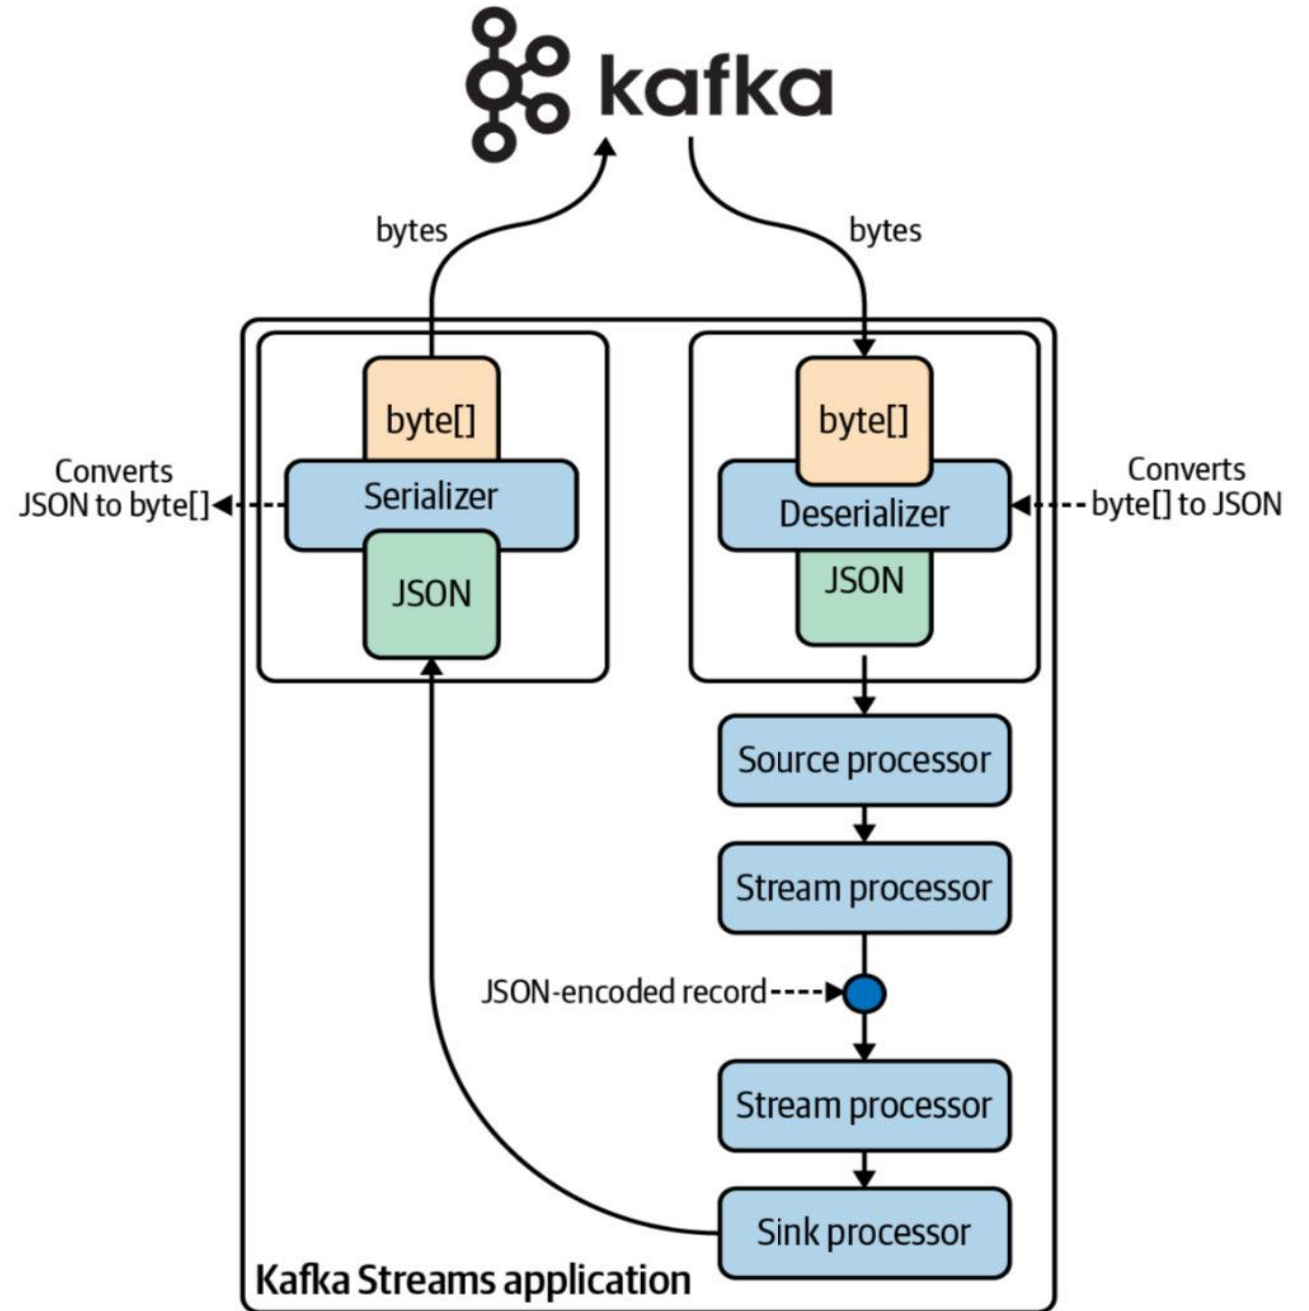 kafka
bytes
bytes
byte[]
byte[]
Converts
JSON to byte[]
Serializer
Deserializer
Converts
byte[] to JSON
JSON
JSON
Source processor
Stream processor
JSON-encoded record
Stream processor
Sink processor
Kafka Streams application